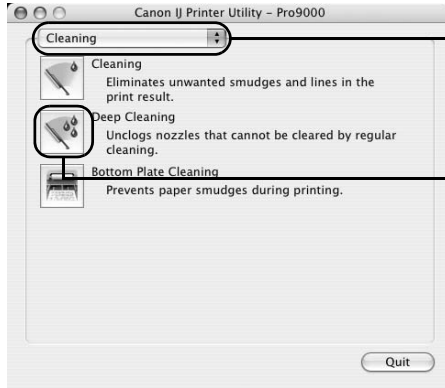 Canon IJ Printer Utility – Pro9000
Cleaning
Cleaning
Eliminates unwanted smudges and lines in the
print result.
Deep Cleaning
Unclogs nozzles that cannot be cleared by regular
cleaning.
Bottom Plate Cleaning
Prevents paper smudges during printing.
Quit